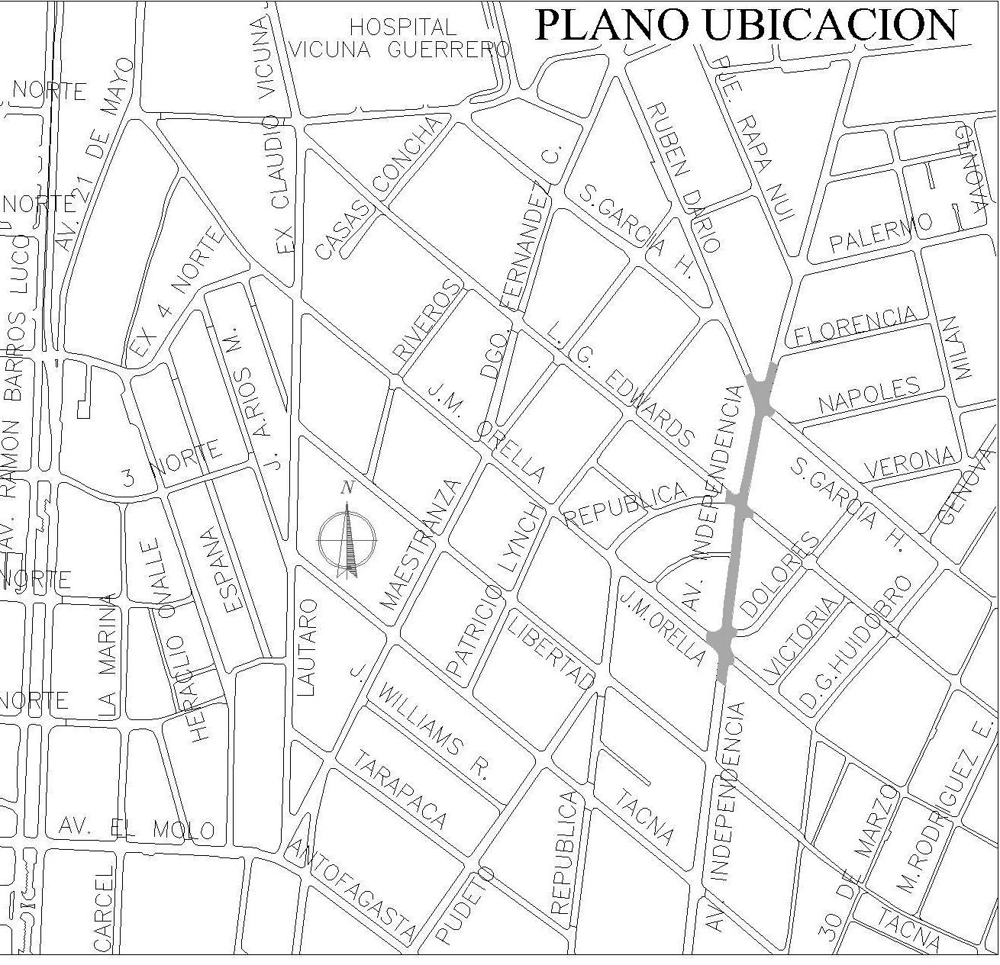 PLANO UBICACION
HOSPITAL
VICUNA GUERRERO
NORTE
AV. 21 DE MAYO
EX CLAUDIO VICUNA
CASAS CONCHA
C.
RUBEN DARIO
PJE. RAPA NUI
GENOVA
NORTE
S.GARCIA H.
PALERMO
DGO. FERNANDEZ
EX 4 NORTE
AV. RAMON BARROS LUCO
RIVEROS
L. G. EDWARDS
FLORENCIA
MILAN
J. A.RIOS M.
J.M. ORELLA
NAPOLES
AV. INDEPENDENCIA
3 NORTE
VERONA
S.GARCIA H.
GENOVA
N
MAESTRANZA
REPUBLICA
PATRICIO LYNCH
NORTE
HERACLIO OVALLE
ESPANA
LA MARINA
LAUTARO
DOLORES
J.M.ORELLA
VICTORIA
D.G.HUIDOBRO
LIBERTAD
J. WILLIAMS R.
NORTE
TARAPACA
TACNA
AV. INDEPENDENCIA
30 DE MARZO
M.RODRIGUEZ E.
AV. EL MOLO
ANTOFAGASTA
PUDETO
REPUBLICA
CARCEL
TACNA